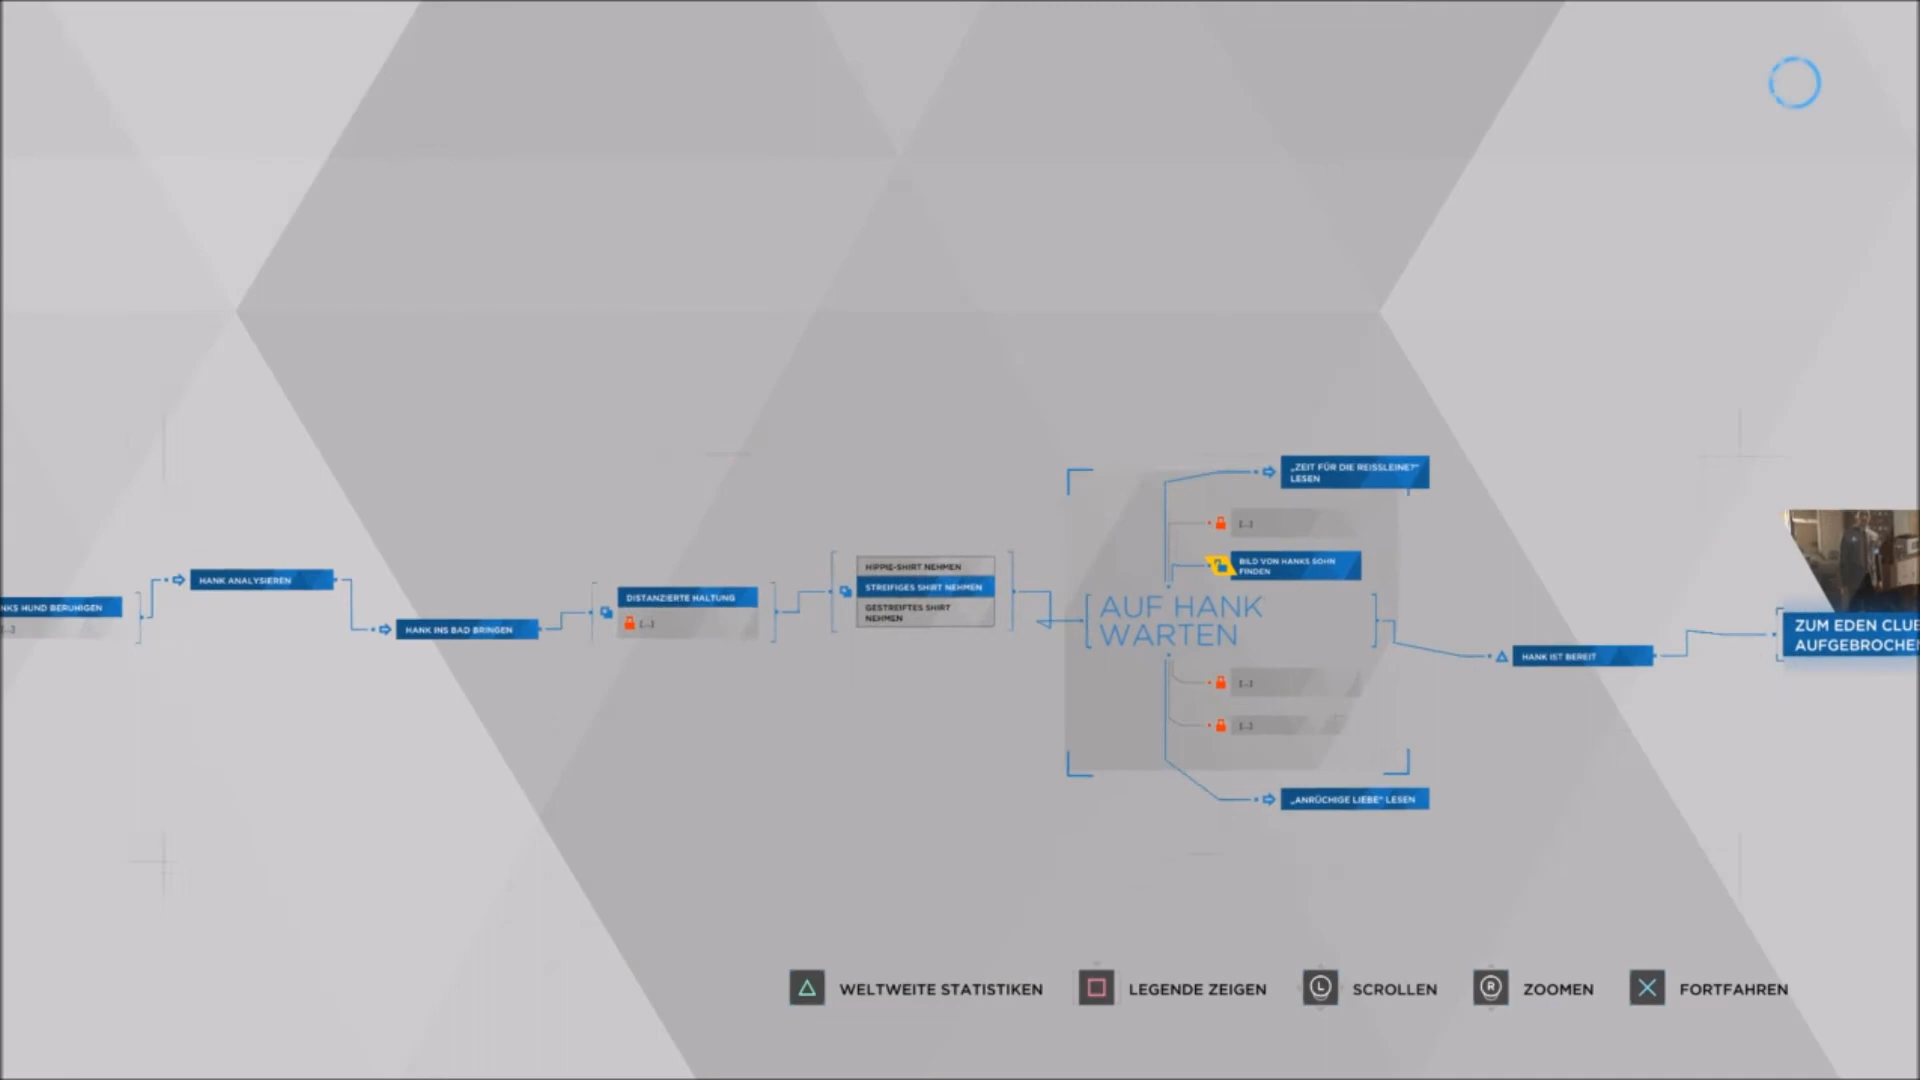 NKS HUND BERUHIGEN
[...]
HANK ANALYSIEREN
HANK INS BAD BRINGEN
DISTANZIERTE HALTUNG
[...]
HIPPIE-SHIRT NEHMEN
STREIFIGES SHIRT NEHMEN
GESTREIFTES SHIRT
NEHMEN
„ZEIT FÜR DIE REISSLEINE?"
LESEN
[...]
BILD VON HANKS SOHN
FINDEN
AUF HANK
WARTEN
[...]
[...]
„ANRÜCHIGE LIEBE" LESEN
HANK IST BEREIT
ZUM EDEN CLUB
AUFGEBROCHEN
WELTWEITE STATISTIKEN
LEGENDE ZEIGEN
L SCROLLEN
R ZOOMEN
FORTFAHREN